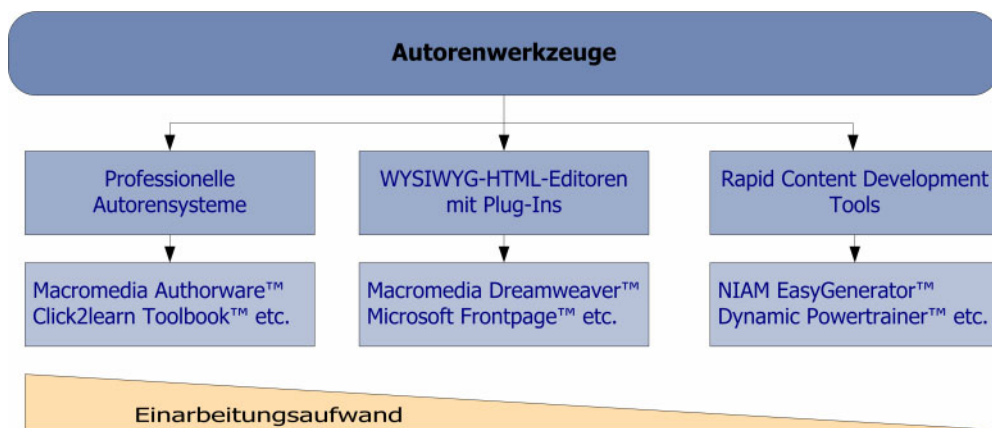 Autorenwerkzeuge
Professionelle
Autorensysteme
WYSIWYG-HTML-Editoren
mit Plug-Ins
Rapid Content Development
Tools
Macromedia Authorware™
Click2learn Toolbook™ etc.
Macromedia Dreamweaver™
Microsoft Frontpage™ etc.
NIAM EasyGenerator™
Dynamic Powertrainer™ etc.
Einarbeitungsaufwand